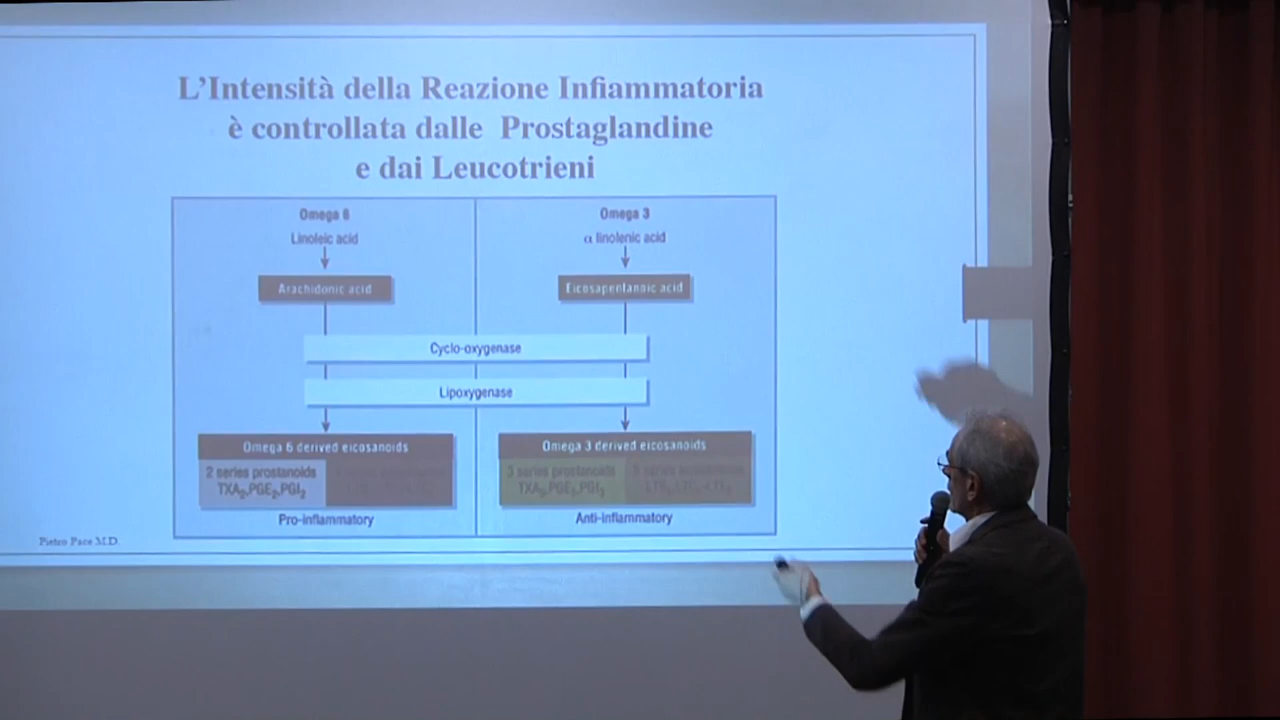 L'Intensità della Reazione Infiammatoria
è controllata dalle Prostaglandine
e dai Leucotrieni
Omega 6
Linoleic acid
Arachidonic acid
Omega 3
α linolenic acid
Eicosapentanoic acid
Cyclo-oxygenase
Lipoxygenase
Omega 6 derived eicosanoids
2 series prostanoids
TXA2,PGE2,PGI2
Pro-inflammatory
Omega 3 derived eicosanoids
3 series prostanoids
TXA3,PGE3,PGI3
Anti-inflammatory
Pietro Pace M.D.